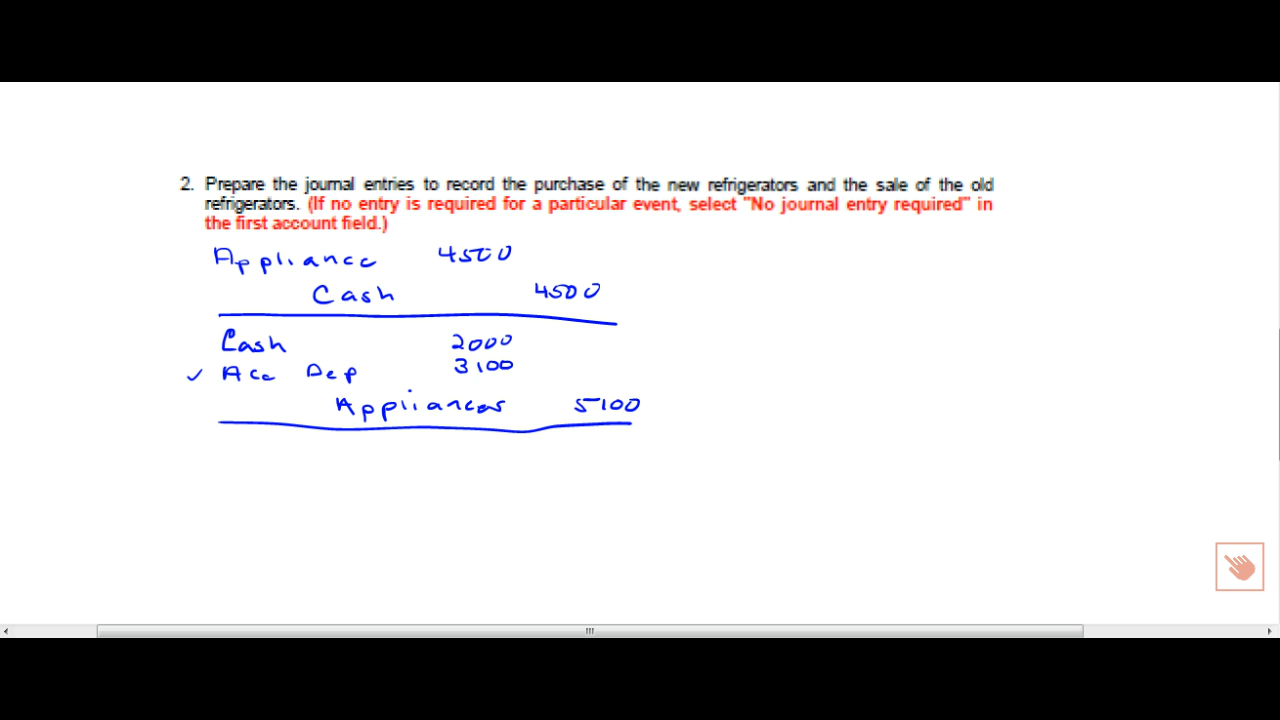 2. Prepare the journal entries to record the purchase of the new refrigerators and the sale of the old
refrigerators. (If no entry is required for a particular event, select "No journal entry required" in
the first account field.)
Appliance 4500
Cash 4500
Cash 2000
✓ Acc Dep 3100
Appliances 5100